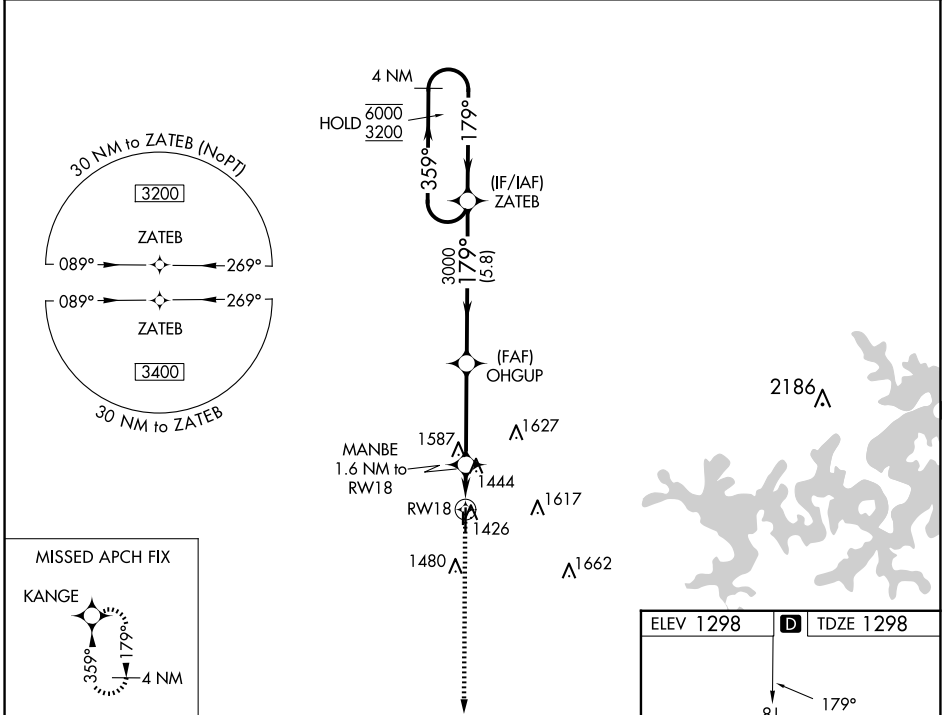 4 NM
HOLD 6000
3200
179°
359°
(IF/IAF)
ZATEB
30 NM to ZATEB (NoPT)
3200
ZATEB
089°
269°
089°
269°
ZATEB
3400
30 NM to ZATEB
3000
179°
(5.8)
(FAF)
OHGUP
2186
1627
1587
MANBE
1.6 NM to
RW18
1444
RW18
1617
1426
1480
1662
MISSED APCH FIX
KANGE
359°
179°
4 NM
ELEV 1298
D
TDZE 1298
179°